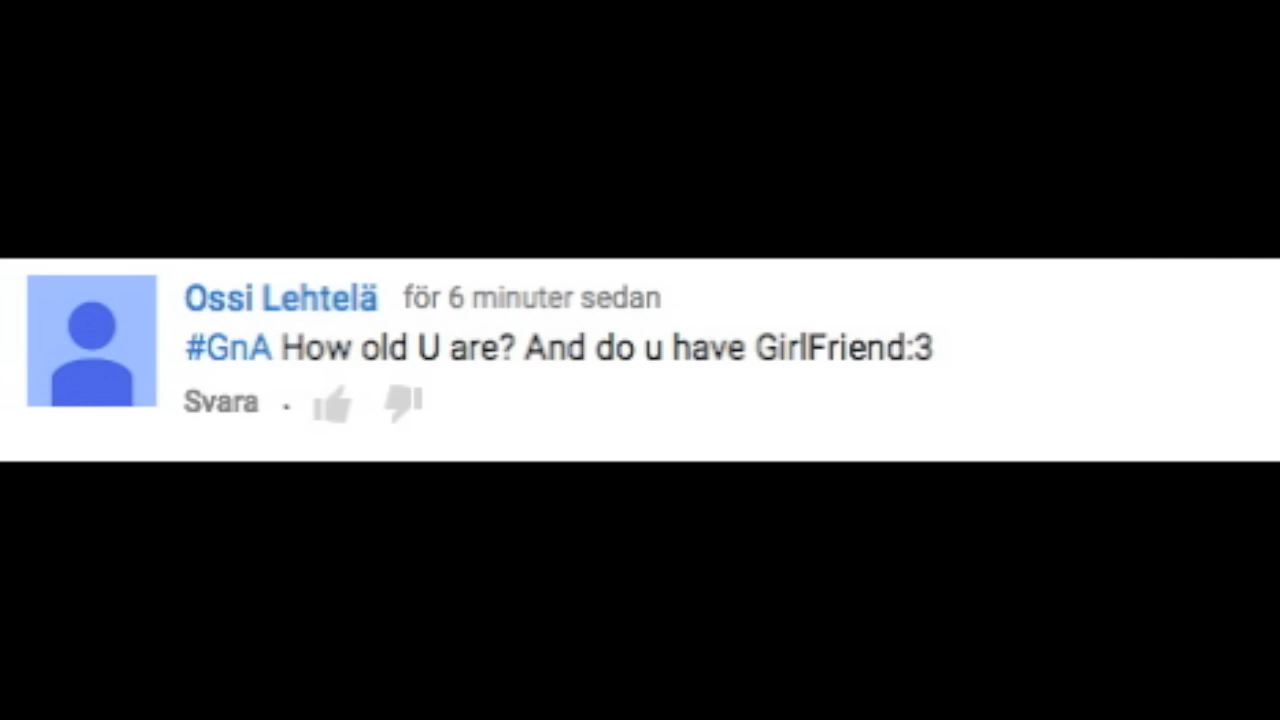 Ossi Lehtelä för 6 minuter sedan
#GnA How old U are? And do u have GirlFriend:3
Svara .